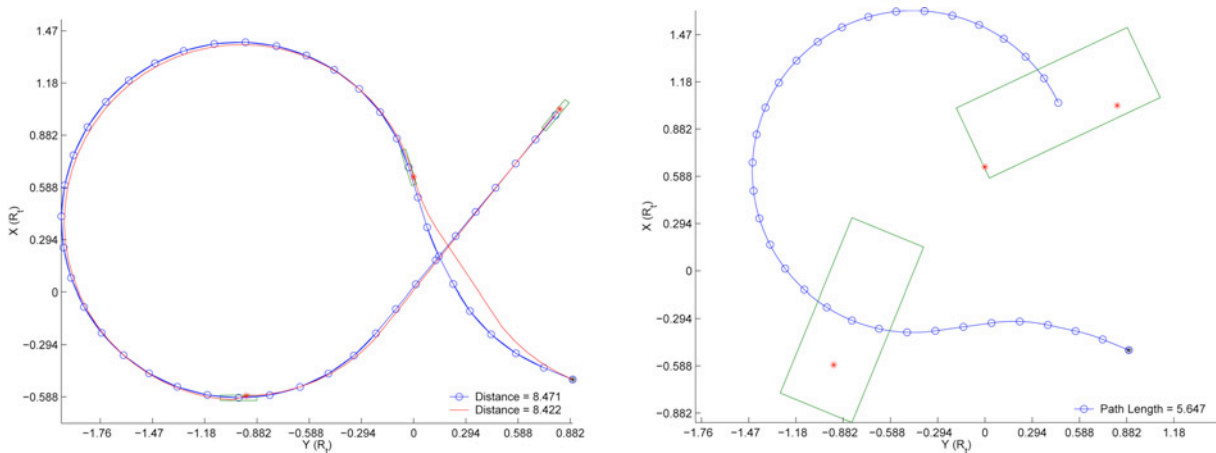 1.47
1.18
0.882
0.588
0.294
0
−0.294
−0.588
X (Rₜ)
−1.76 −1.47 −1.18 −0.882 −0.588 −0.294 0 0.294 0.588 0.882
Y (Rₜ)
Distance = 8.471
Distance = 8.422
1.47
1.18
0.882
0.588
0.294
0
−0.294
−0.588
−0.882
X (Rₜ)
−1.76 −1.47 −1.18 −0.882 −0.588 −0.294 0 0.294 0.588 0.882 1.18
Y (Rₜ)
Path Length = 5.647